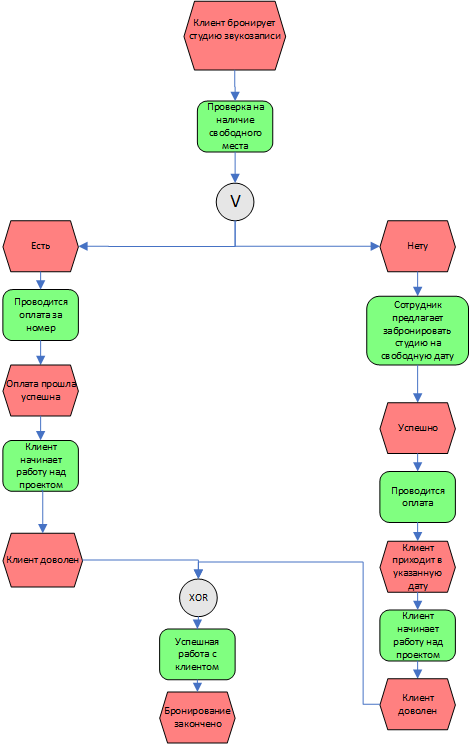 Клиент бронирует
студию звукозаписи
Проверка на
наличие
свободного
места
V
Есть
Нету
Проводится
оплата за
номер
Сотрудник
предлагает
забронировать
студию на
свободную дату
Оплата прошла
успешна
Успешно
Клиент
начинает
работу над
проектом
Проводится
оплата
Клиент доволен
Клиент
приходит в
указанную
дату
XOR
Клиент
начинает
работу над
проектом
Успешная
работа с
клиентом
Клиент
доволен
Бронирование
закончено